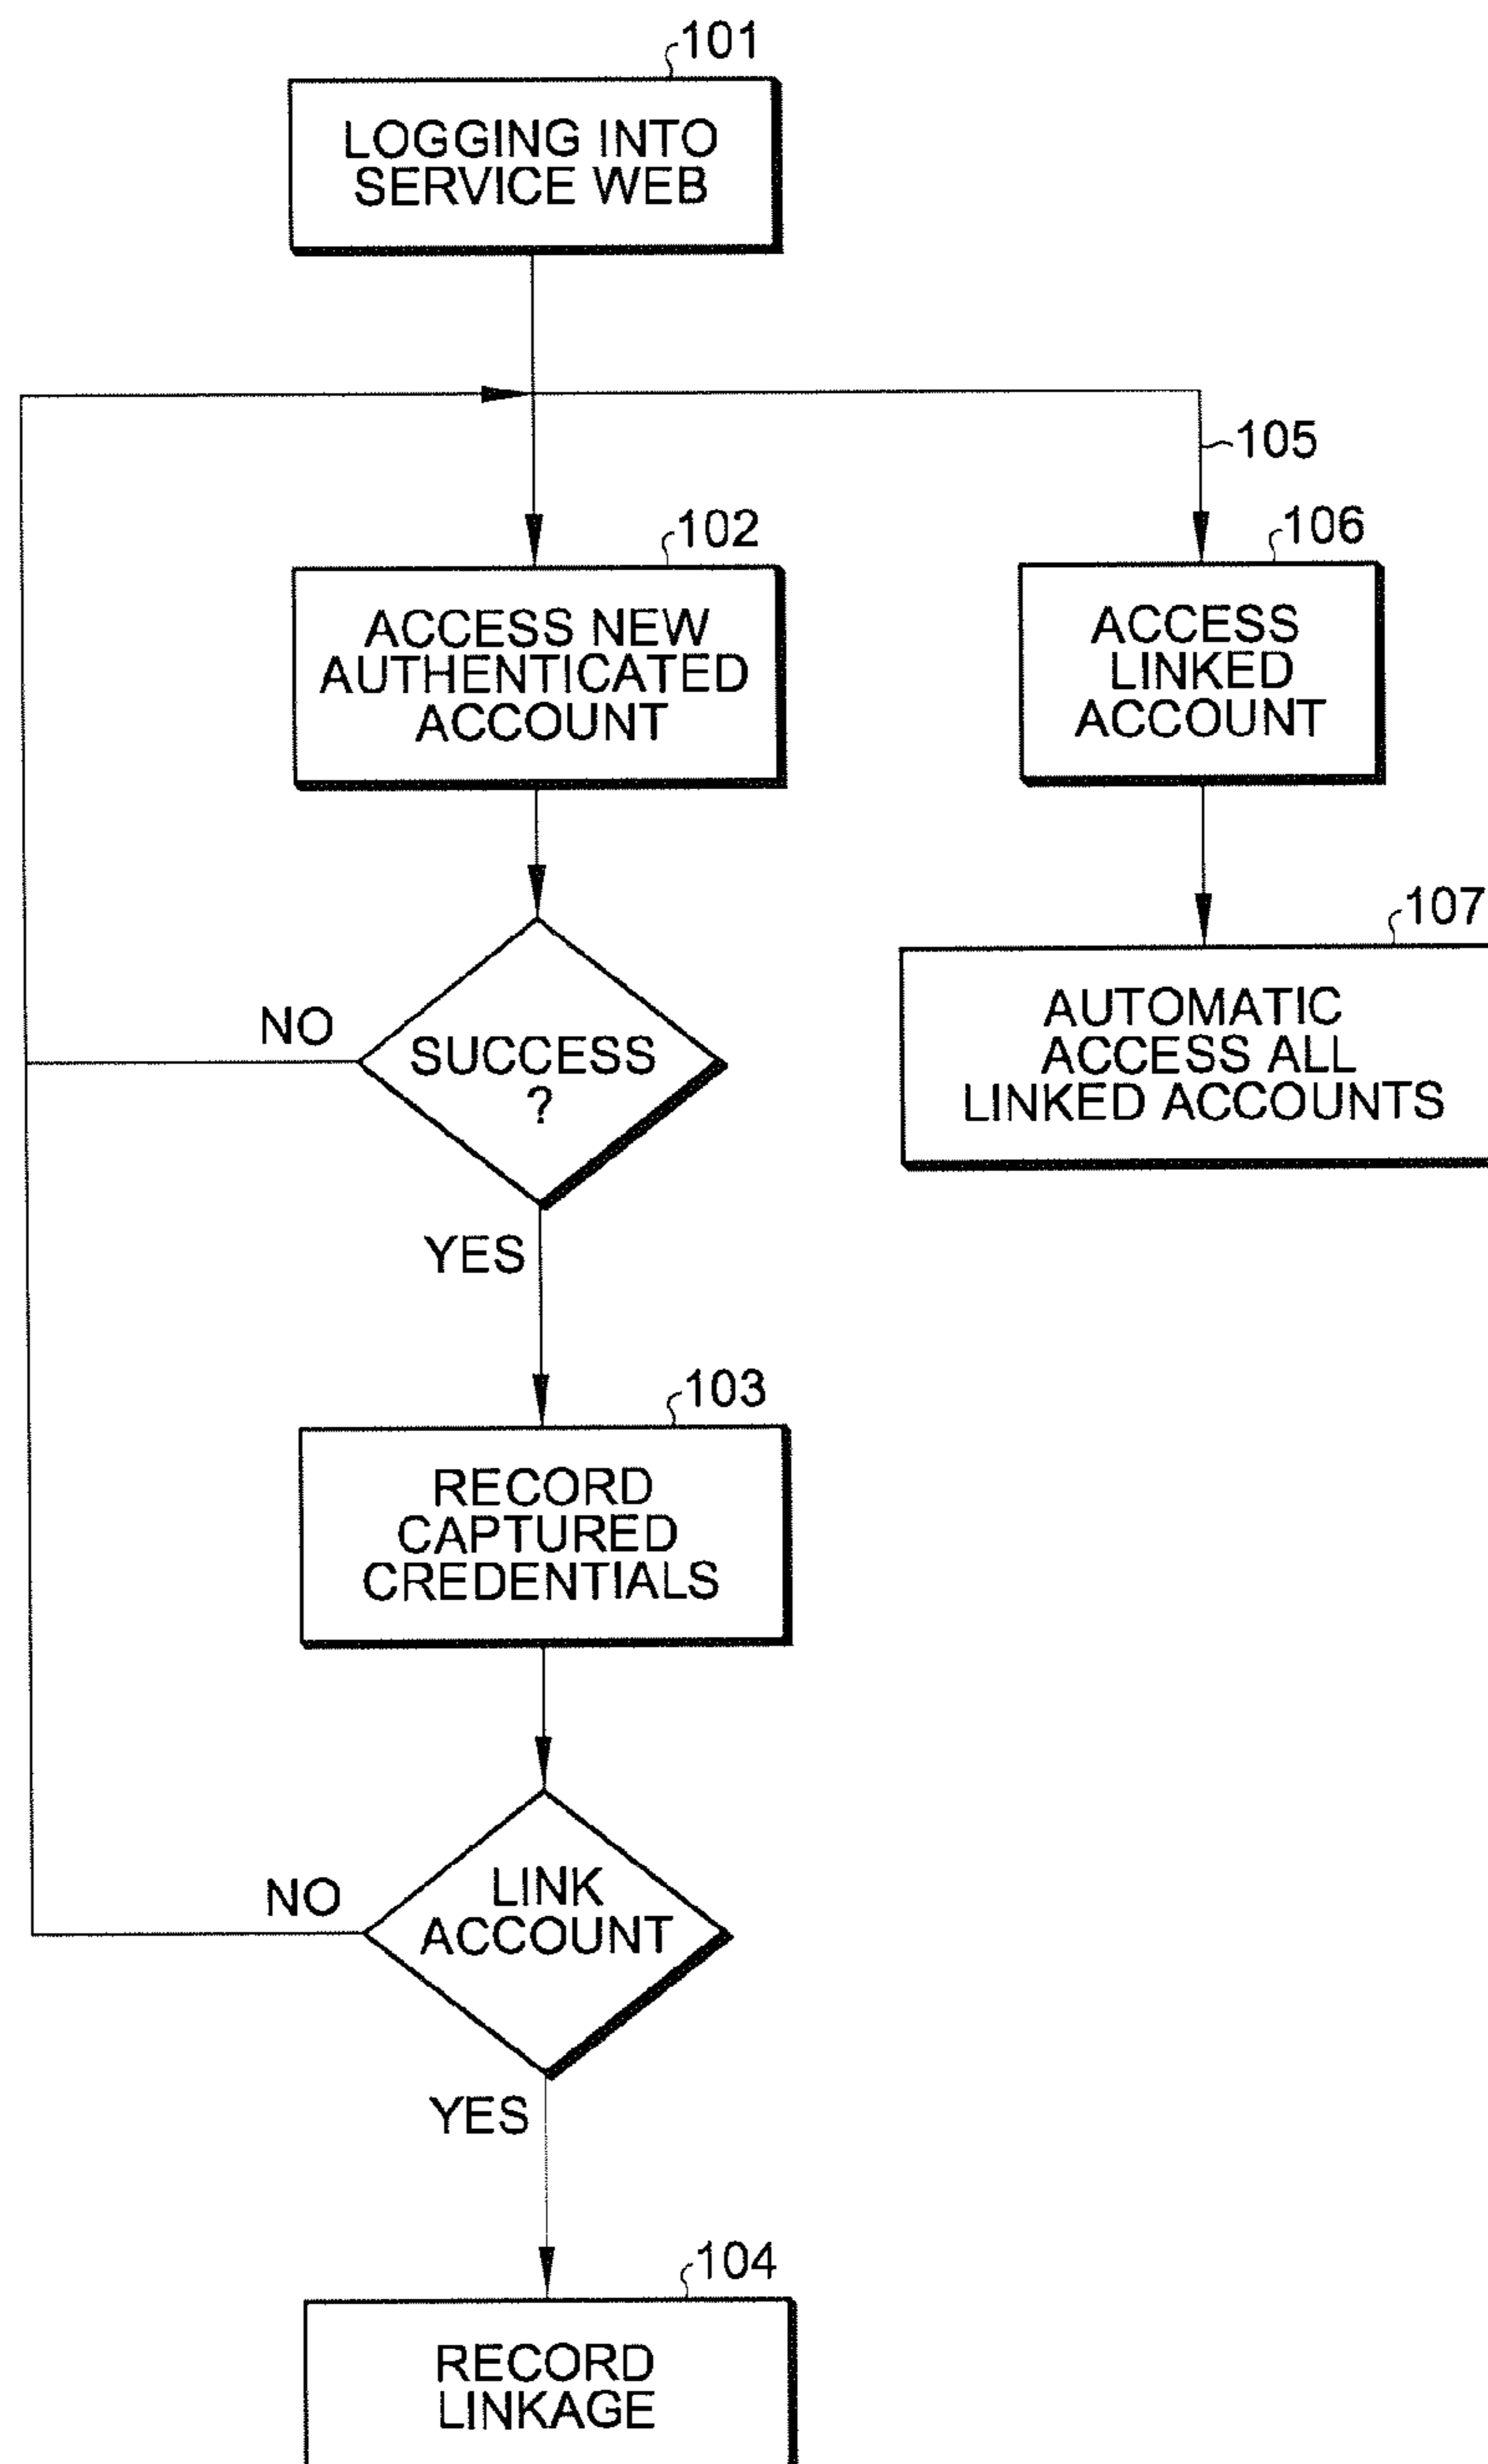 101
LOGGING INTO
SERVICE WEB
105
102
ACCESS NEW
AUTHENTICATED
ACCOUNT
106
ACCESS
LINKED
ACCOUNT
107
AUTOMATIC
ACCESS ALL
LINKED ACCOUNTS
NO
SUCCESS
?
YES
103
RECORD
CAPTURED
CREDENTIALS
NO
LINK
ACCOUNT
YES
104
RECORD
LINKAGE